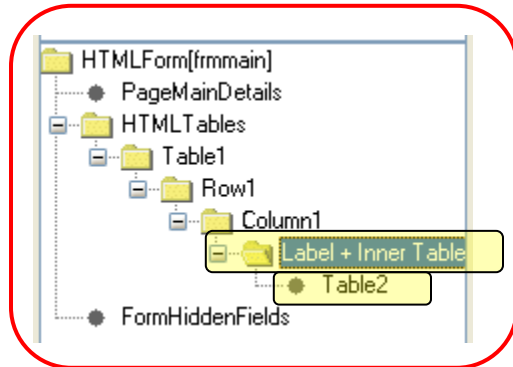 HTMLForm[frmmain]
PageMainDetails
HTMLTables
Table1
Row1
Column1
Label + Inner Table
Table2
FormHiddenFields